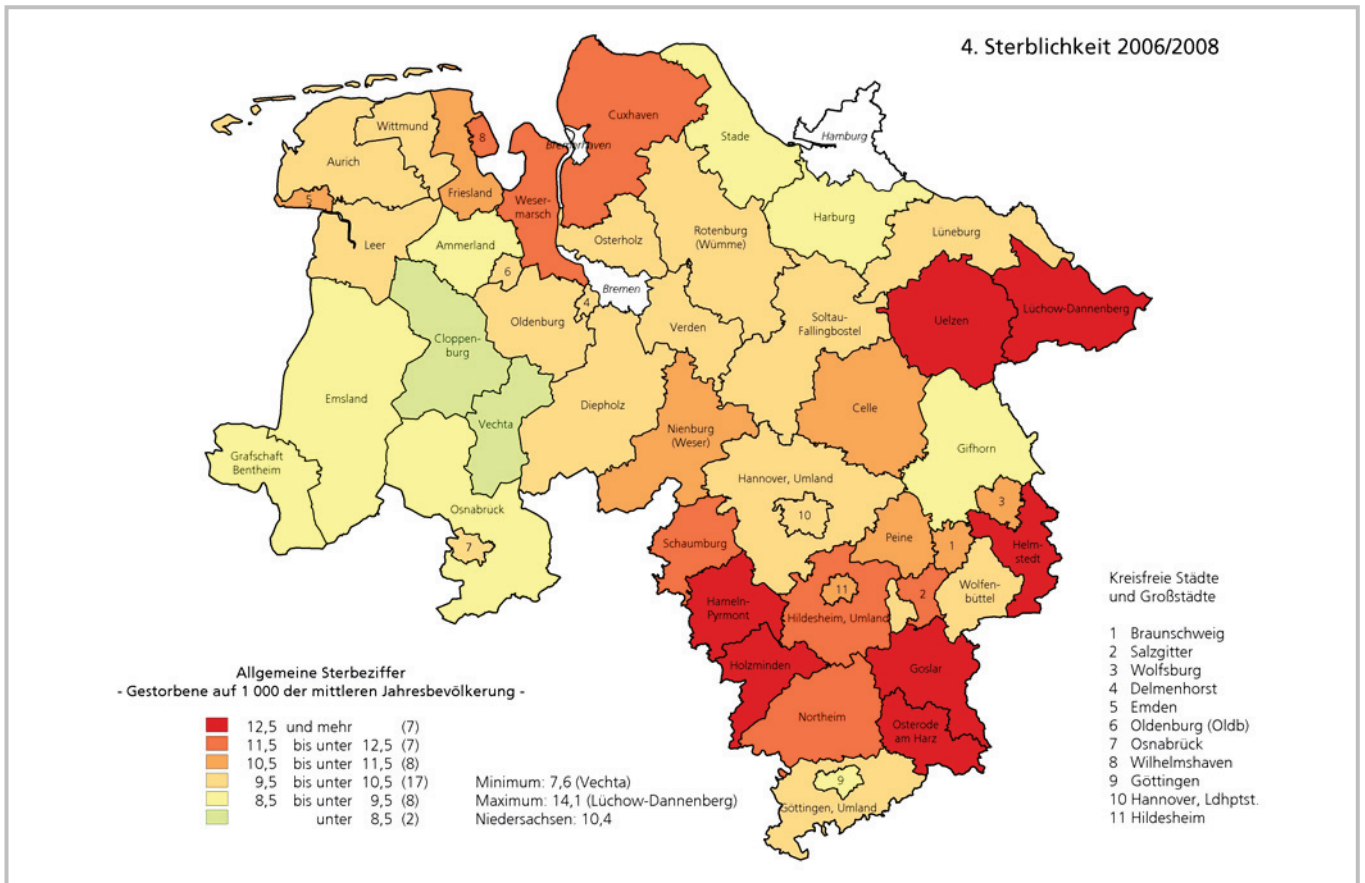 4. Sterblichkeit 2006/2008
Cuxhaven
Wittmund
8
Stade
Hamburg
Bremerhaven
Aurich
Friesland
5
Weser-
marsch
Harburg
Leer
Ammerland
Osterholz
Rotenburg
(Wümme)
Lüneburg
6
Bremen
4
Oldenburg
Verden
Soltau-
Fallingbostel
Uelzen
Lüchow-Dannenberg
Cloppen-
burg
Emsland
Diepholz
Celle
Vechta
Nienburg
(Weser)
Gifhorn
Grafschaft
Bentheim
Hannover, Umland
Osnabrück
3
10
7
Schaumburg
Peine
1
Helm-
stedt
Wolfen-
büttel
Hameln-
Pyrmont
11
2
Hildesheim, Umland
Holzminden
Goslar
Northeim
Osterode
am Harz
9
Göttingen, Umland
Kreisfreie Städte
und Großstädte
1 Braunschweig
2 Salzgitter
3 Wolfsburg
4 Delmenhorst
5 Emden
6 Oldenburg (Oldb)
7 Osnabrück
8 Wilhelmshaven
9 Göttingen
10 Hannover, Ldhptst.
11 Hildesheim
Allgemeine Sterbeziffer
- Gestorbene auf 1 000 der mittleren Jahresbevölkerung -
12,5 und mehr (7)
11,5 bis unter 12,5 (7)
10,5 bis unter 11,5 (8)
9,5 bis unter 10,5 (17)
8,5 bis unter 9,5 (8)
unter 8,5 (2)
Minimum: 7,6 (Vechta)
Maximum: 14,1 (Lüchow-Dannenberg)
Niedersachsen: 10,4